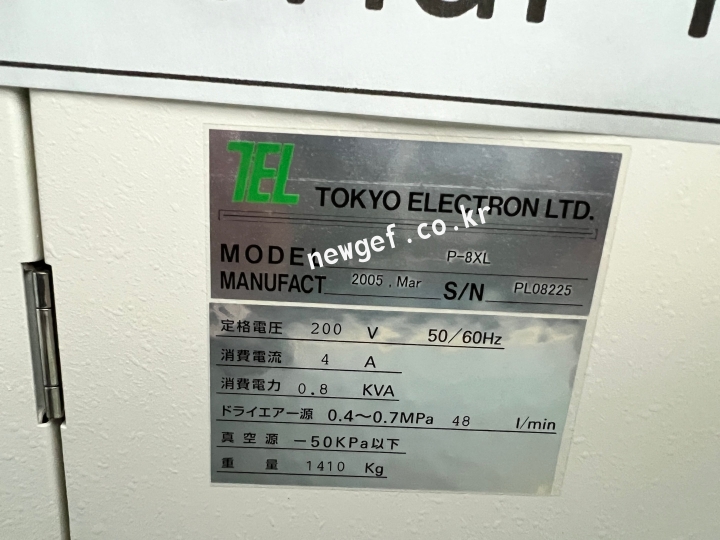 TEL TOKYO ELECTRON LTD.
newgef.co.kr
MODEL P-8XL
MANUFACT 2005.Mar S/N PL08225
定格電圧 200 V 50/60Hz
消費電流 4 A
消費電力 0.8 KVA
ドライエアー源 0.4～0.7MPa 48 l/min
真空源 －50KPa以下
重量 1410 Kg